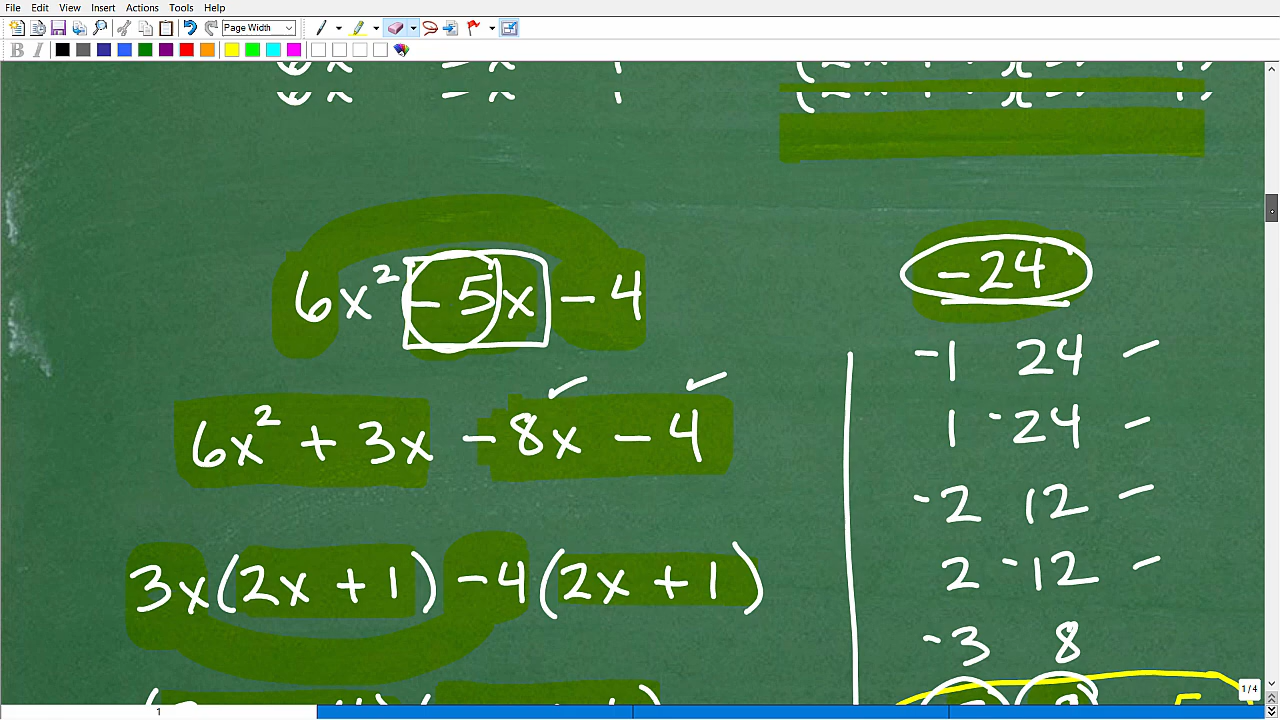 File Edit View Insert Actions Tools Help
Page Width
B I
6x² - 5x - 4
-24
-1 24 -
1 -24 -
6x² + 3x - 8x - 4
-2 12 -
2 -12 -
3x(2x + 1) - 4(2x + 1)
-3 8
1/4
1